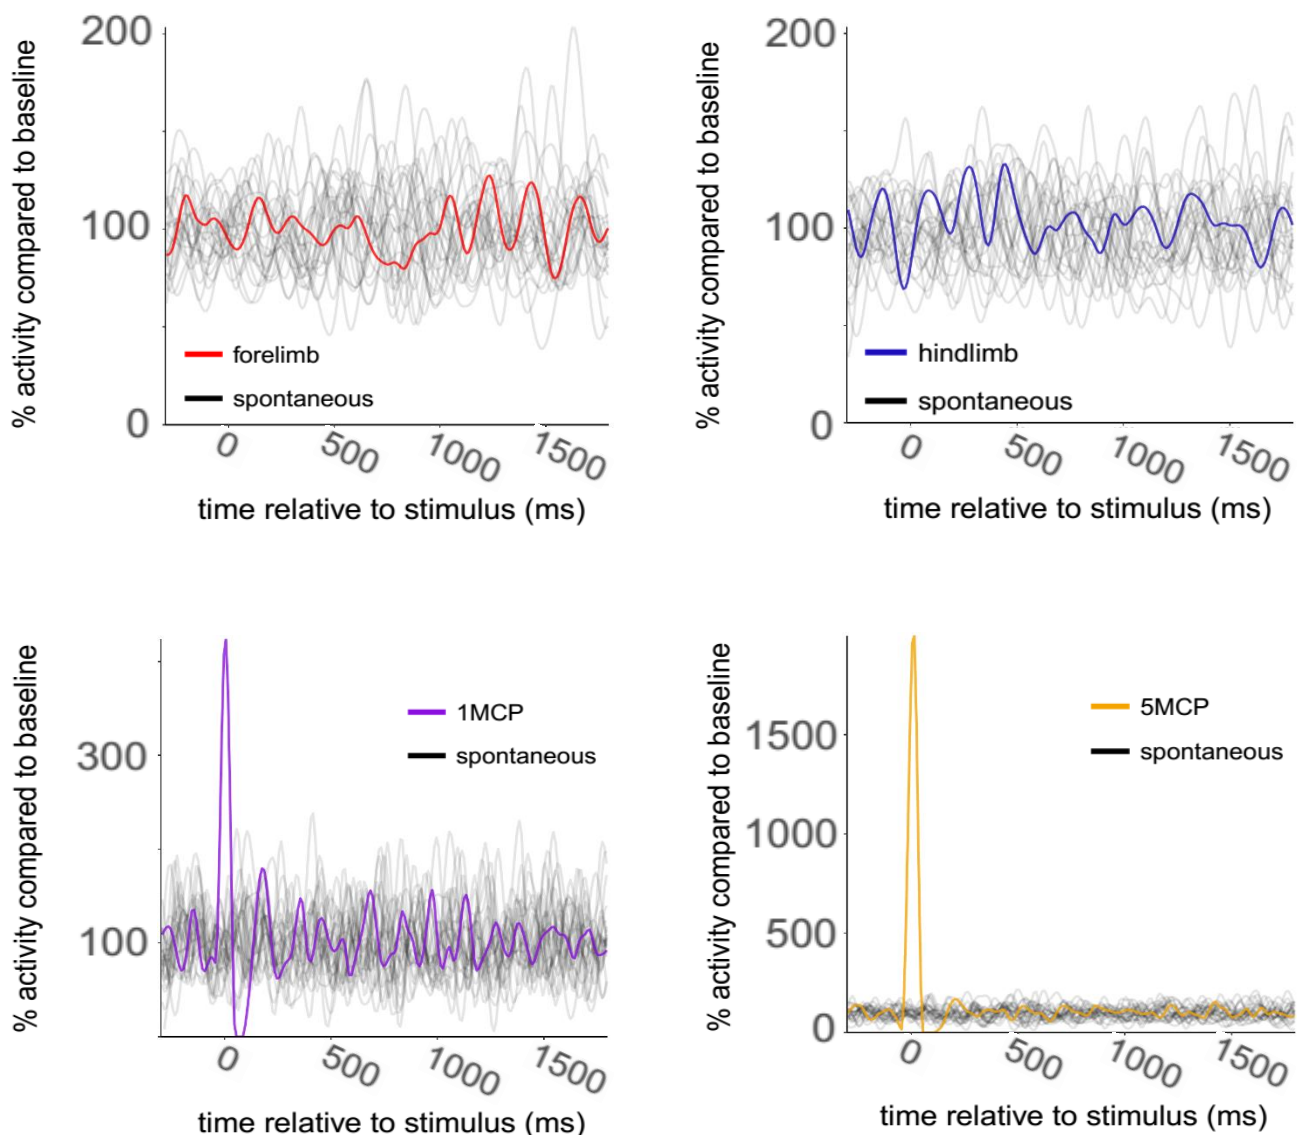 % activity compared to baseline
200
100
0
forelimb
spontaneous
0
500
1000
1500
time relative to stimulus (ms)
% activity compared to baseline
200
100
0
hindlimb
spontaneous
0
500
1000
1500
time relative to stimulus (ms)
% activity compared to baseline
300
100
1MCP
spontaneous
0
500
1000
1500
time relative to stimulus (ms)
% activity compared to baseline
1500
1000
500
0
5MCP
spontaneous
0
500
1000
1500
time relative to stimulus (ms)